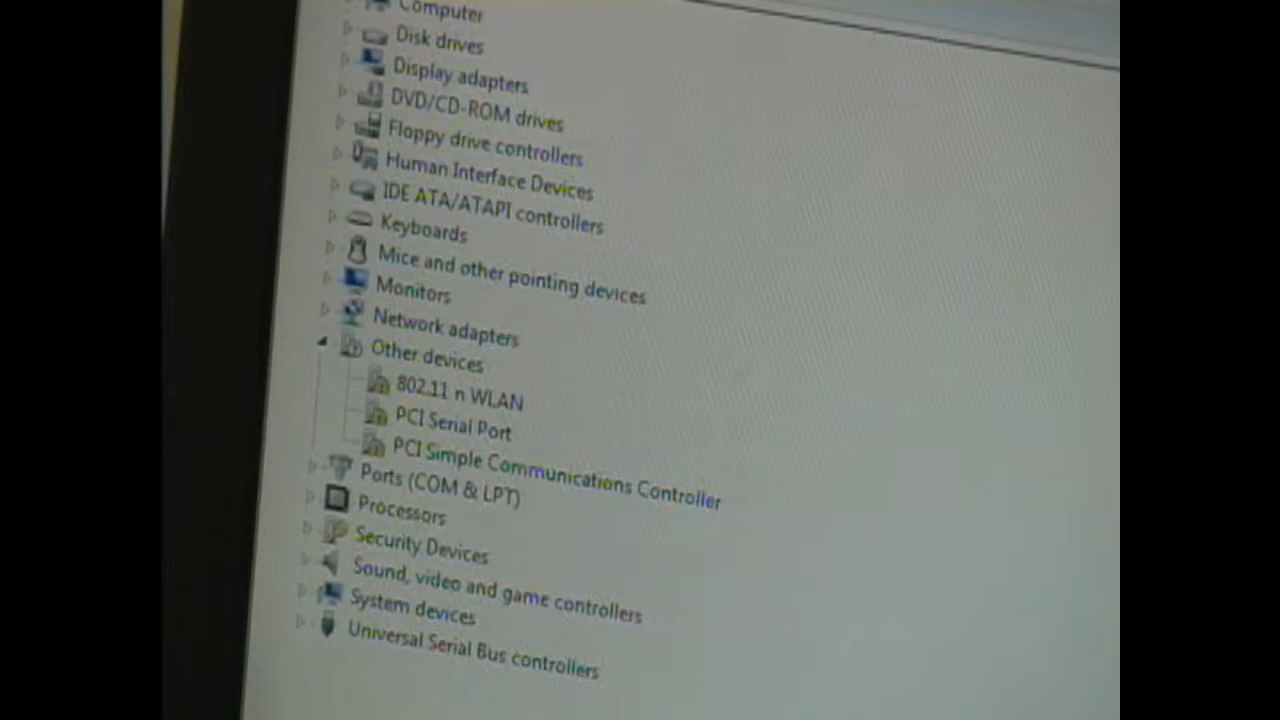 Computer
Disk drives
Display adapters
DVD/CD-ROM drives
Floppy drive controllers
Human Interface Devices
IDE ATA/ATAPI controllers
Keyboards
Mice and other pointing devices
Monitors
Network adapters
Other devices
802.11 n WLAN
PCI Serial Port
PCI Simple Communications Controller
Ports (COM & LPT)
Processors
Security Devices
Sound, video and game controllers
System devices
Universal Serial Bus controllers